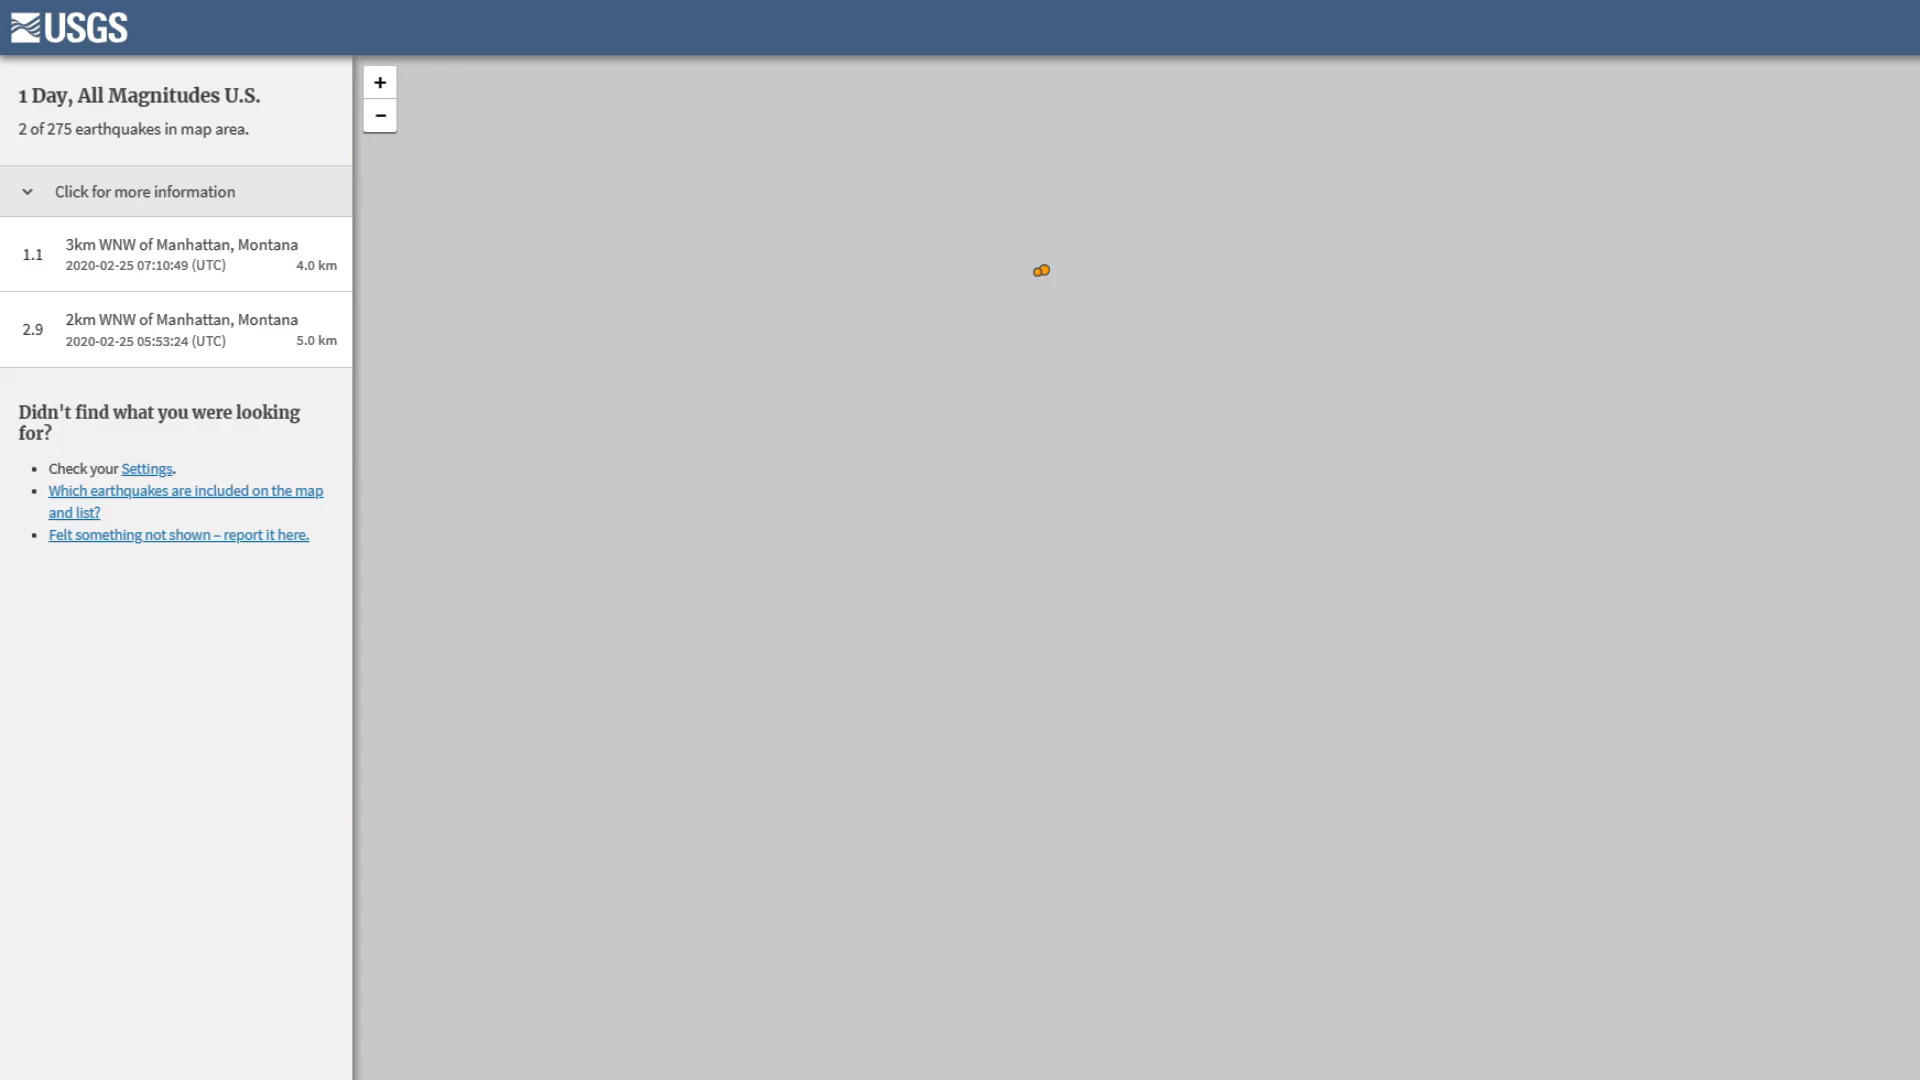 USGS
1 Day, All Magnitudes U.S.
2 of 275 earthquakes in map area.
Click for more information
1.1
3km WNW of Manhattan, Montana
2020-02-25 07:10:49 (UTC)
4.0 km
2.9
2km WNW of Manhattan, Montana
2020-02-25 05:53:24 (UTC)
5.0 km
Didn't find what you were looking
for?
• Check your Settings.
• Which earthquakes are included on the map
and list?
• Felt something not shown – report it here.
+
−